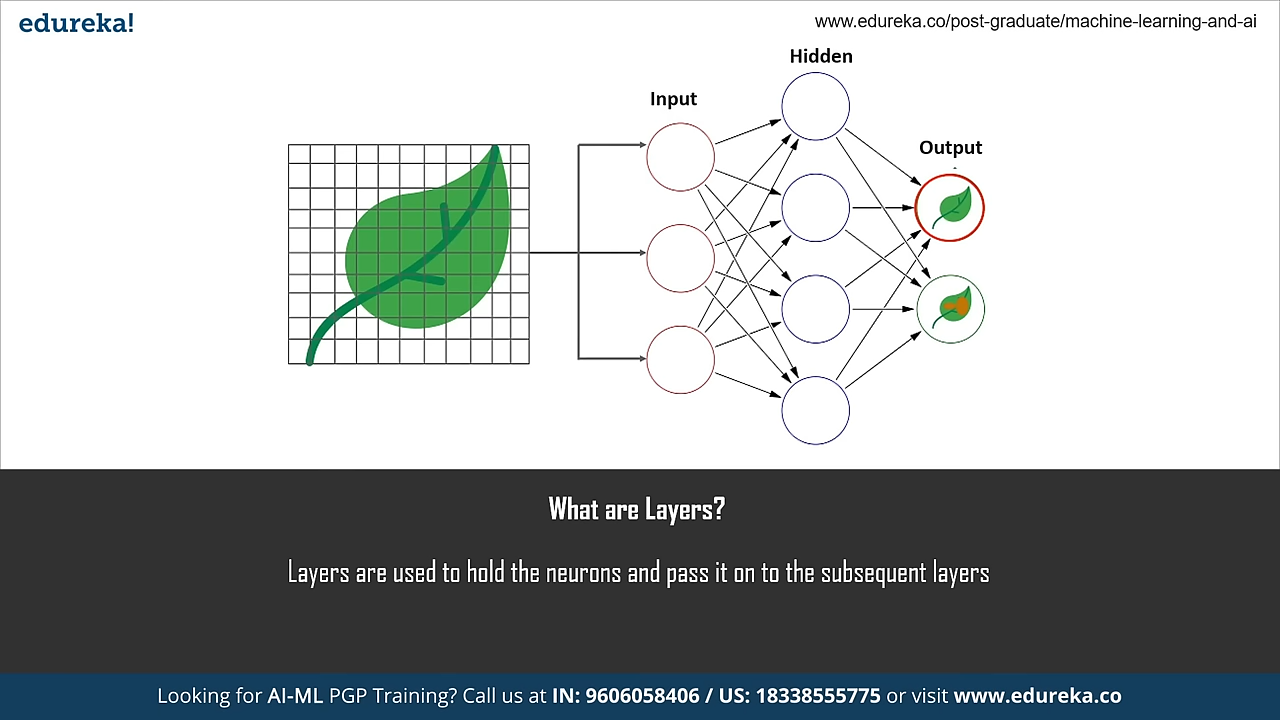 edureka!
www.edureka.co/post-graduate/machine-learning-and-ai
Hidden
Input
Output
What are Layers?
Layers are used to hold the neurons and pass it on to the subsequent layers
Looking for AI-ML PGP Training? Call us at IN: 9606058406 / US: 18338555775 or visit www.edureka.co